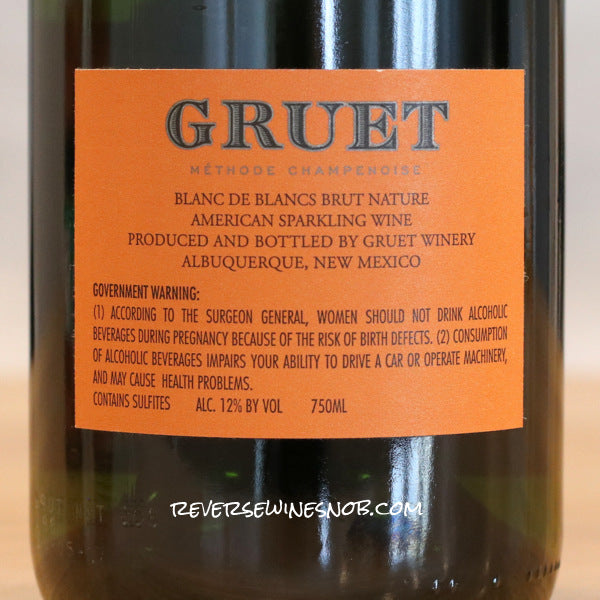 GRUET
MÉTHODE CHAMPENOISE
BLANC DE BLANCS BRUT NATURE
AMERICAN SPARKLING WINE
PRODUCED AND BOTTLED BY GRUET WINERY
ALBUQUERQUE, NEW MEXICO
GOVERNMENT WARNING:
(1) ACCORDING TO THE SURGEON GENERAL, WOMEN SHOULD NOT DRINK ALCOHOLIC
BEVERAGES DURING PREGNANCY BECAUSE OF THE RISK OF BIRTH DEFECTS. (2) CONSUMPTION
OF ALCOHOLIC BEVERAGES IMPAIRS YOUR ABILITY TO DRIVE A CAR OR OPERATE MACHINERY,
AND MAY CAUSE HEALTH PROBLEMS.
CONTAINS SULFITES ALC. 12% BY VOL 750ML
REVERSEWINESNOB.COM